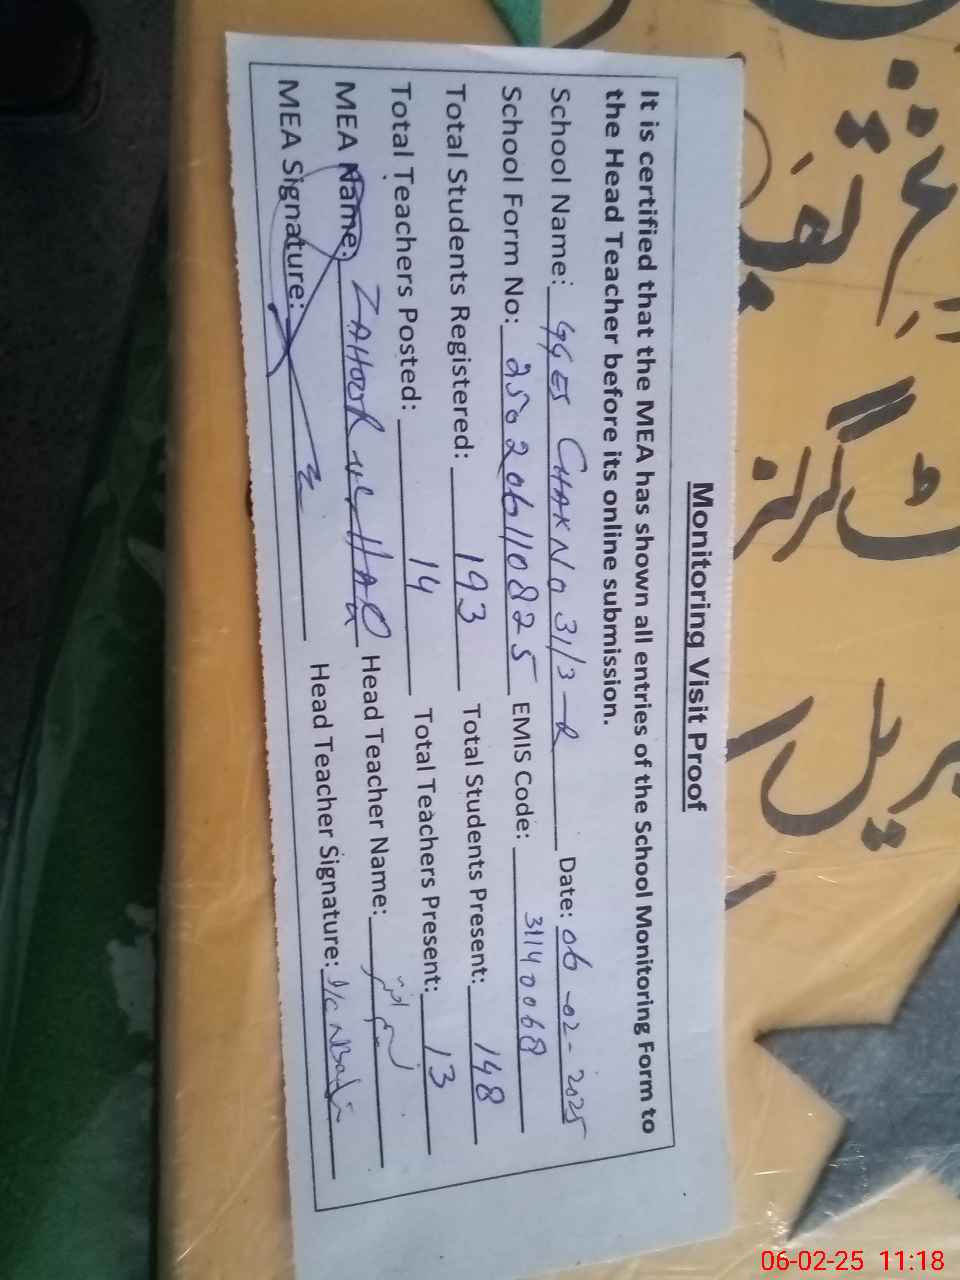 Monitoring Visit Proof
It is certified that the MEA has shown all entries of the School Monitoring Form to
the Head Teacher before its online submission.
School Name: GGES CHAK NO 31/3-R Date: 06-02-2025
School Form No: 250206110825 EMIS Code: 31140068
Total Students Registered: 193 Total Students Present: 148
Total Teachers Posted: 14 Total Teachers Present: 13
MEA Name: ZAHOOR ul HAQ Head Teacher Name:
MEA Signature: Head Teacher Signature: I/C
06-02-25 11:18